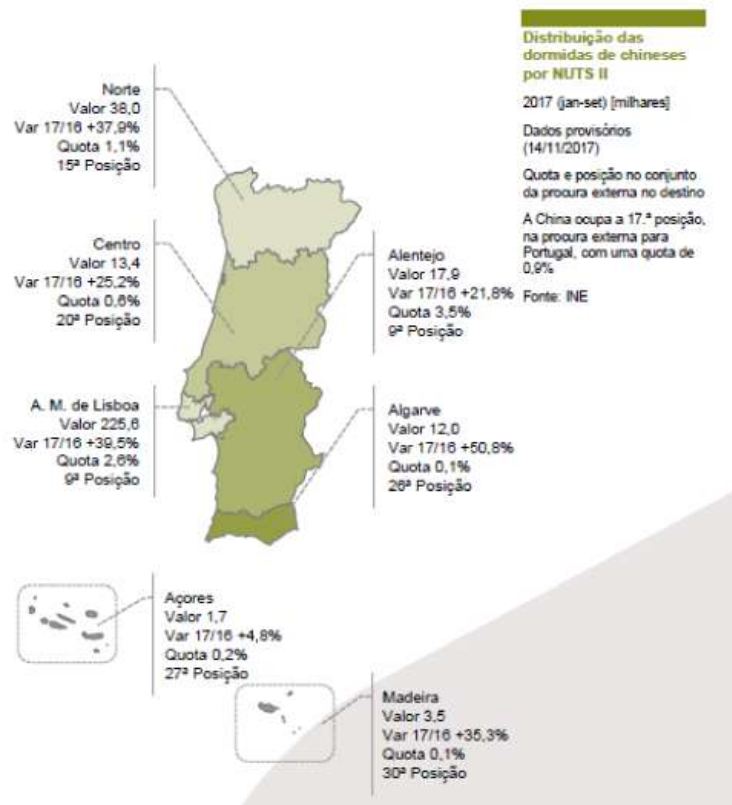 Distribuição das
dormidas de chineses
por NUTS II
2017 (jan-set) [milhares]
Dados provisórios
(14/11/2017)
Quota e posição no conjunto
da procura externa no destino
A China ocupa a 17.ª posição,
na procura externa para
Portugal, com uma quota de
0,9%
Fonte: INE
Norte
Valor 38,0
Var 17/16 +37,9%
Quota 1,1%
15ª Posição
Centro
Valor 13,4
Var 17/16 +25,2%
Quota 0,6%
20ª Posição
Alentejo
Valor 17,9
Var 17/16 +21,8%
Quota 3,5%
9ª Posição
A. M. de Lisboa
Valor 225,6
Var 17/16 +39,5%
Quota 2,6%
9ª Posição
Algarve
Valor 12,0
Var 17/16 +50,8%
Quota 0,1%
26ª Posição
Açores
Valor 1,7
Var 17/16 +4,8%
Quota 0,2%
27ª Posição
Madeira
Valor 3,5
Var 17/16 +35,3%
Quota 0,1%
30ª Posição